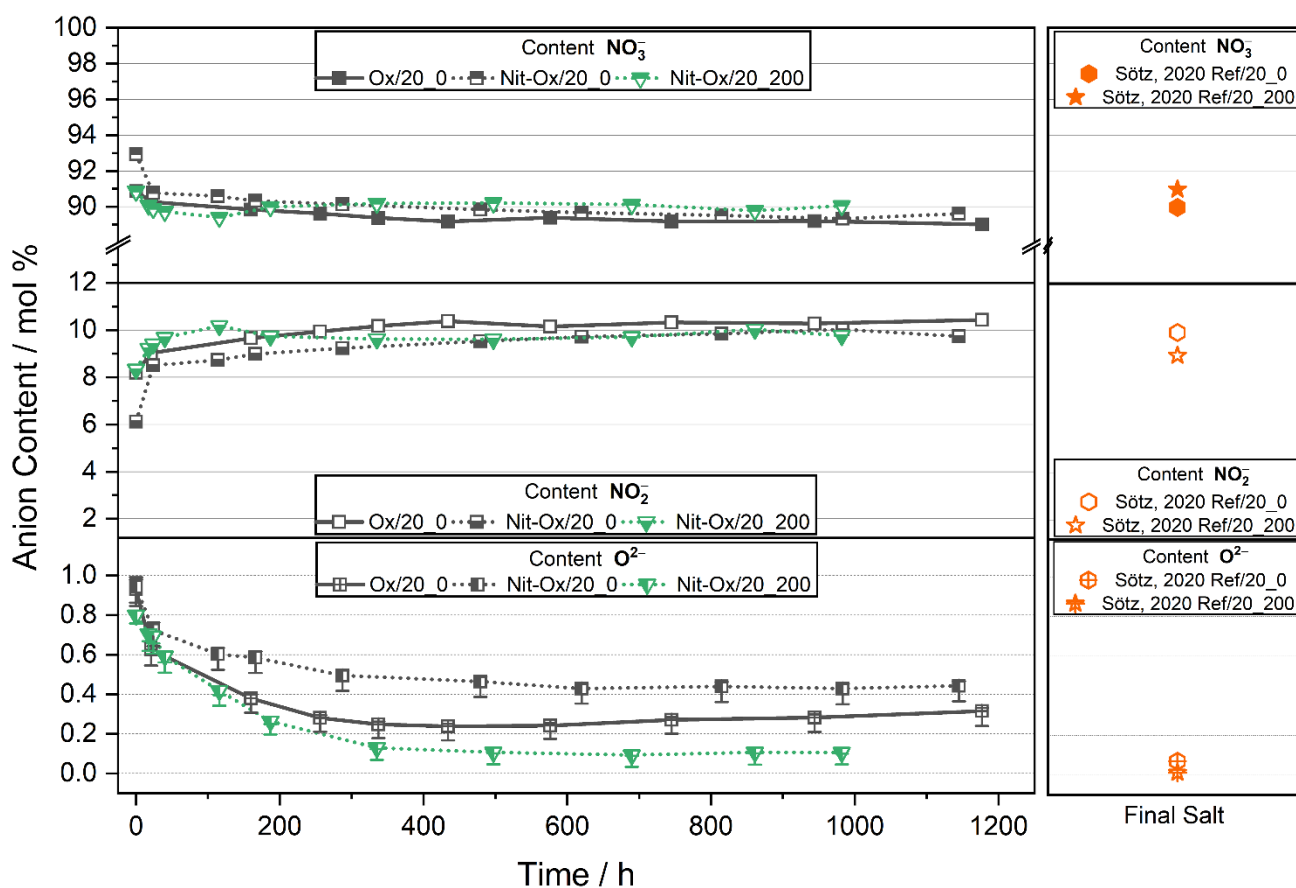 Anion Content / mol %
100
98
96
94
92
90
Content NO₃⁻
Ox/20_0 Nit-Ox/20_0 Nit-Ox/20_200
12
10
8
6
4
2
Content NO₂⁻
Ox/20_0 Nit-Ox/20_0 Nit-Ox/20_200
1.0
0.8
0.6
0.4
0.2
0.0
Content O²⁻
Ox/20_0 Nit-Ox/20_0 Nit-Ox/20_200
0 200 400 600 800 1000 1200
Time / h
Content NO₃⁻
Sötz, 2020 Ref/20_0
Sötz, 2020 Ref/20_200
Content NO₂⁻
Sötz, 2020 Ref/20_0
Sötz, 2020 Ref/20_200
Content O²⁻
Sötz, 2020 Ref/20_0
Sötz, 2020 Ref/20_200
Final Salt